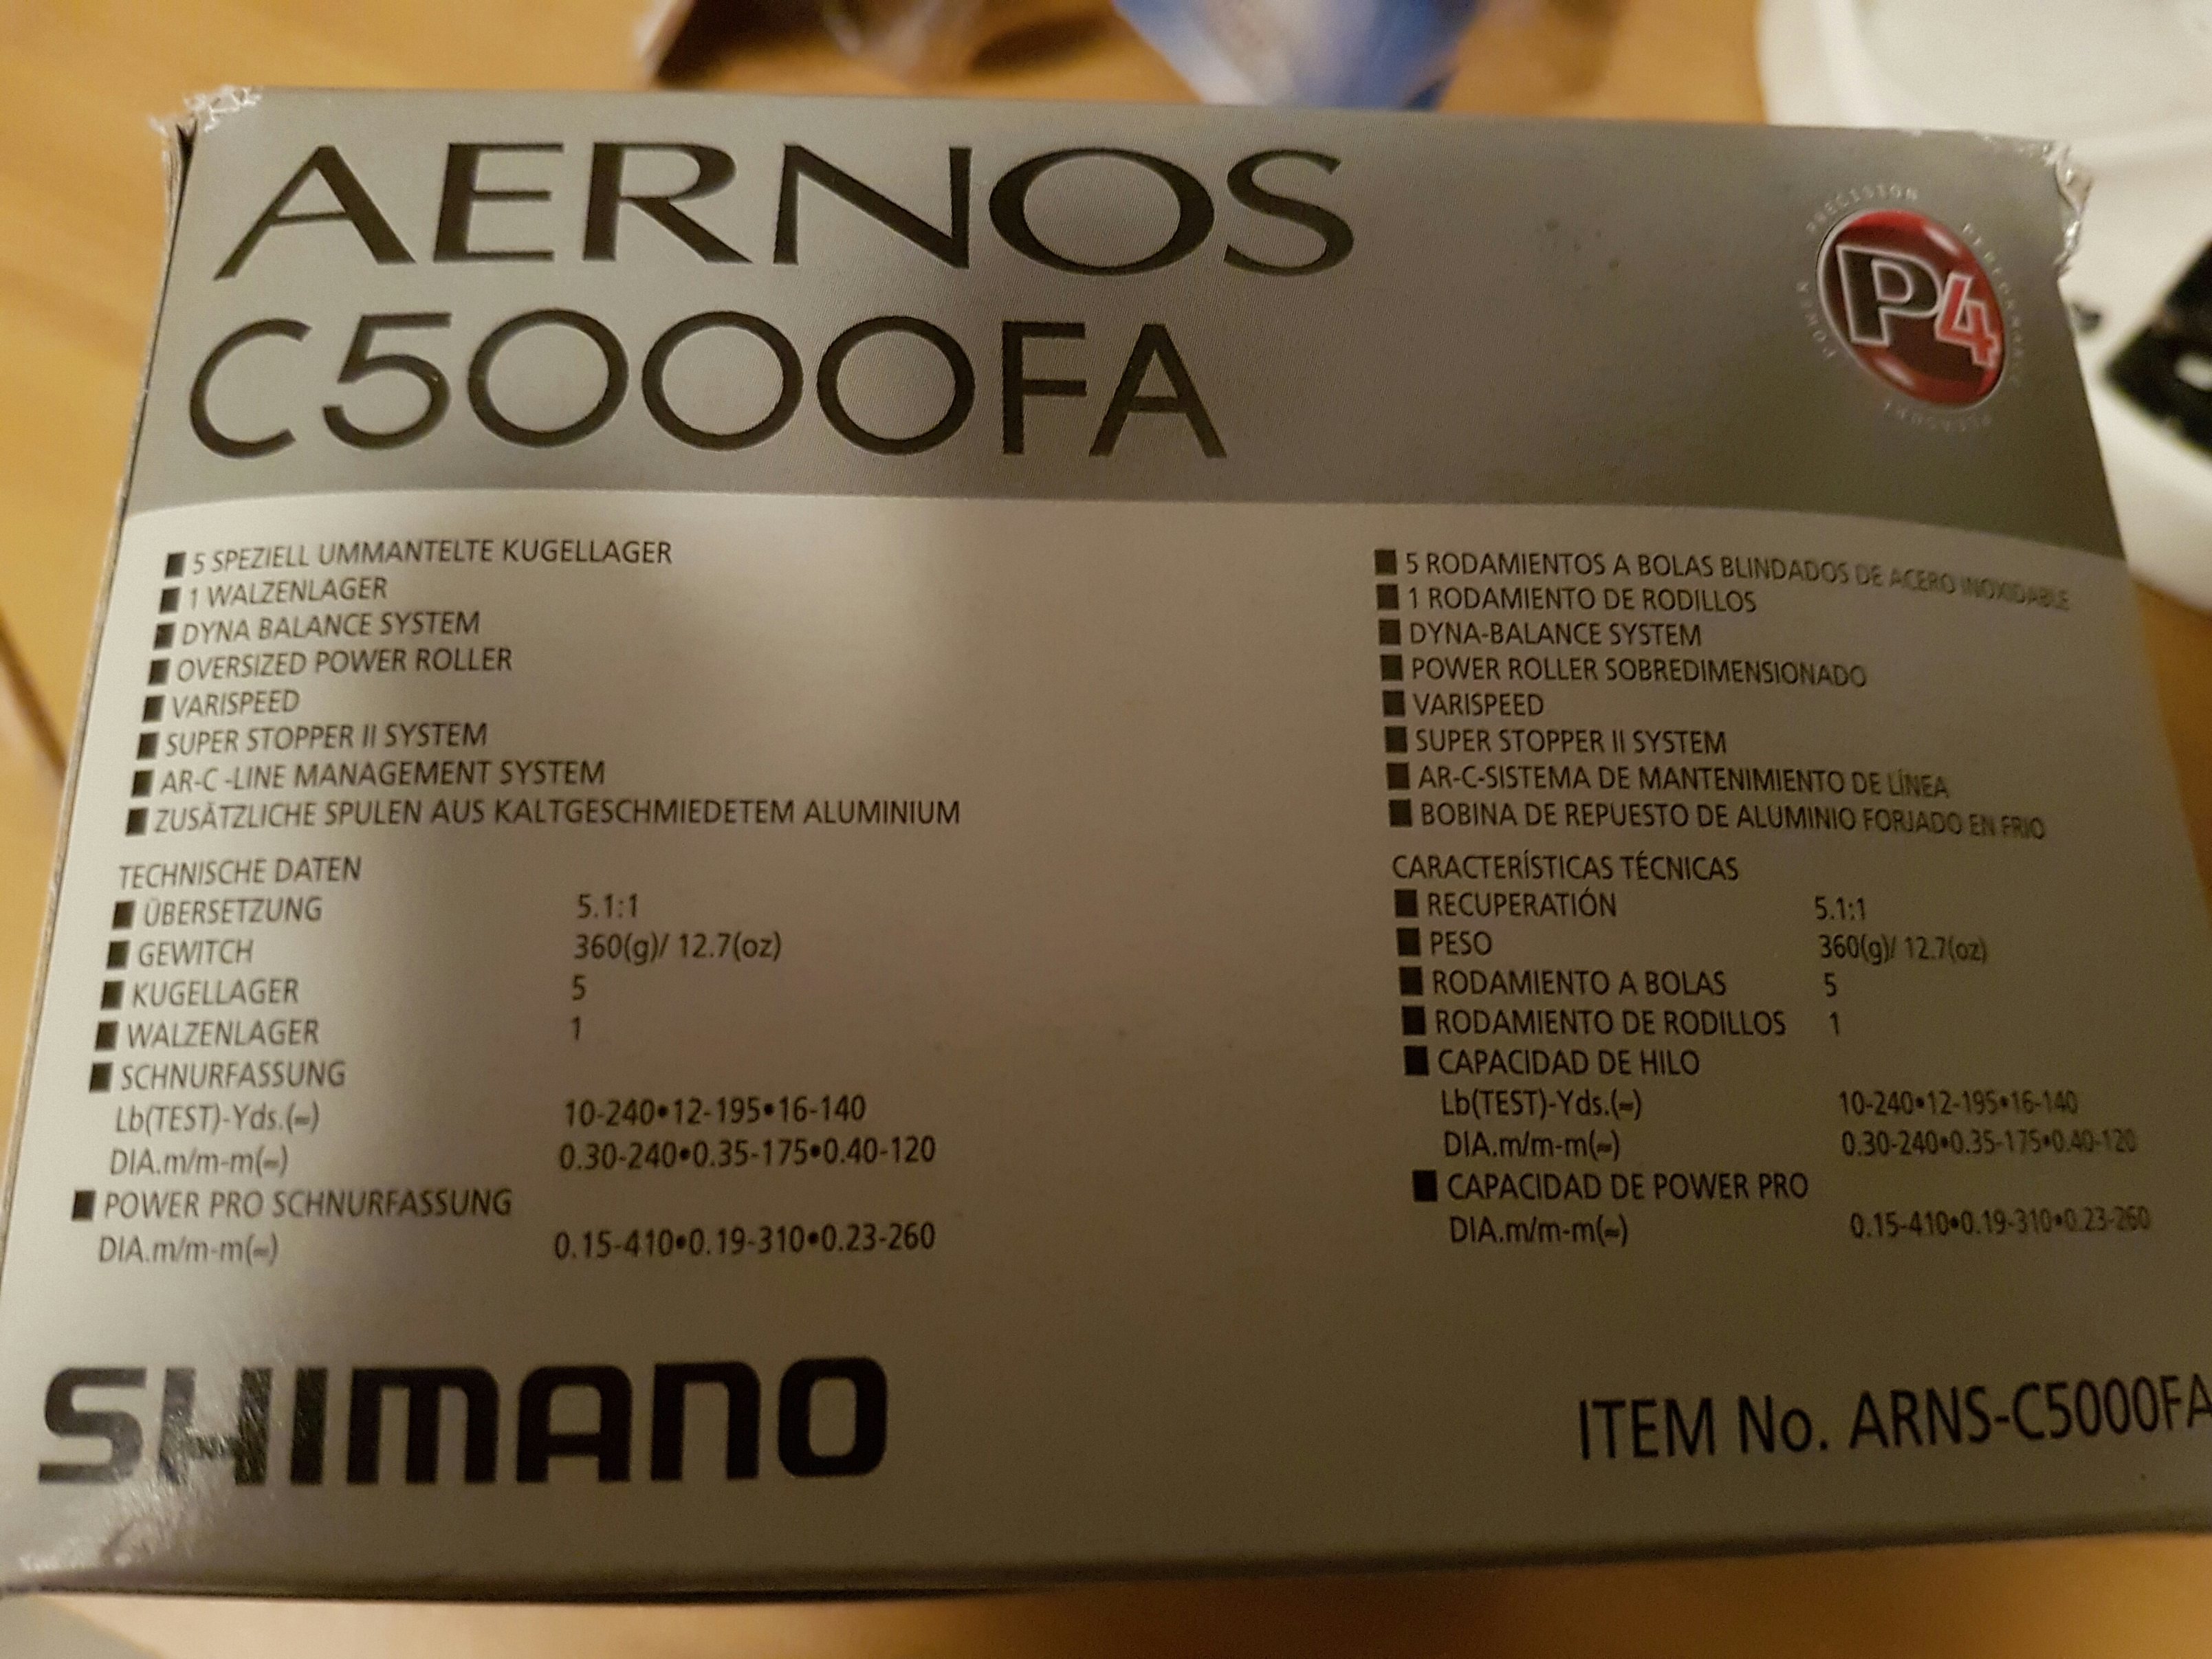 AERNOS
C5000FA
PRECISION
P4
POWER
5 SPEZIELL UMMANTELTE KUGELLAGER
1 WALZENLAGER
DYNA BALANCE SYSTEM
OVERSIZED POWER ROLLER
VARISPEED
SUPER STOPPER II SYSTEM
AR-C -LINE MANAGEMENT SYSTEM
ZUSÄTZLICHE SPULEN AUS KALTGESCHMIEDETEM ALUMINIUM
TECHNISCHE DATEN
ÜBERSETZUNG 5.1:1
GEWITCH 360(g)/ 12.7(oz)
KUGELLAGER 5
WALZENLAGER 1
SCHNURFASSUNG
Lb(TEST)-Yds.(≈) 10-240•12-195•16-140
DIA.m/m-m(≈) 0.30-240•0.35-175•0.40-120
POWER PRO SCHNURFASSUNG
DIA.m/m-m(≈) 0.15-410•0.19-310•0.23-260
5 RODAMIENTOS A BOLAS BLINDADOS DE ACERO INOXIDABLE
1 RODAMIENTO DE RODILLOS
DYNA-BALANCE SYSTEM
POWER ROLLER SOBREDIMENSIONADO
VARISPEED
SUPER STOPPER II SYSTEM
AR-C-SISTEMA DE MANTENIMIENTO DE LÍNEA
BOBINA DE REPUESTO DE ALUMINIO FORJADO EN FRIO
CARACTERÍSTICAS TÉCNICAS
RECUPERATIÓN 5.1:1
PESO 360(g)/ 12.7(oz)
RODAMIENTO A BOLAS 5
RODAMIENTO DE RODILLOS 1
CAPACIDAD DE HILO
Lb(TEST)-Yds.(≈) 10-240•12-195•16-140
DIA.m/m-m(≈) 0.30-240•0.35-175•0.40-120
CAPACIDAD DE POWER PRO
DIA.m/m-m(≈) 0.15-410•0.19-310•0.23-260
SHIMANO
ITEM No. ARNS-C5000FA